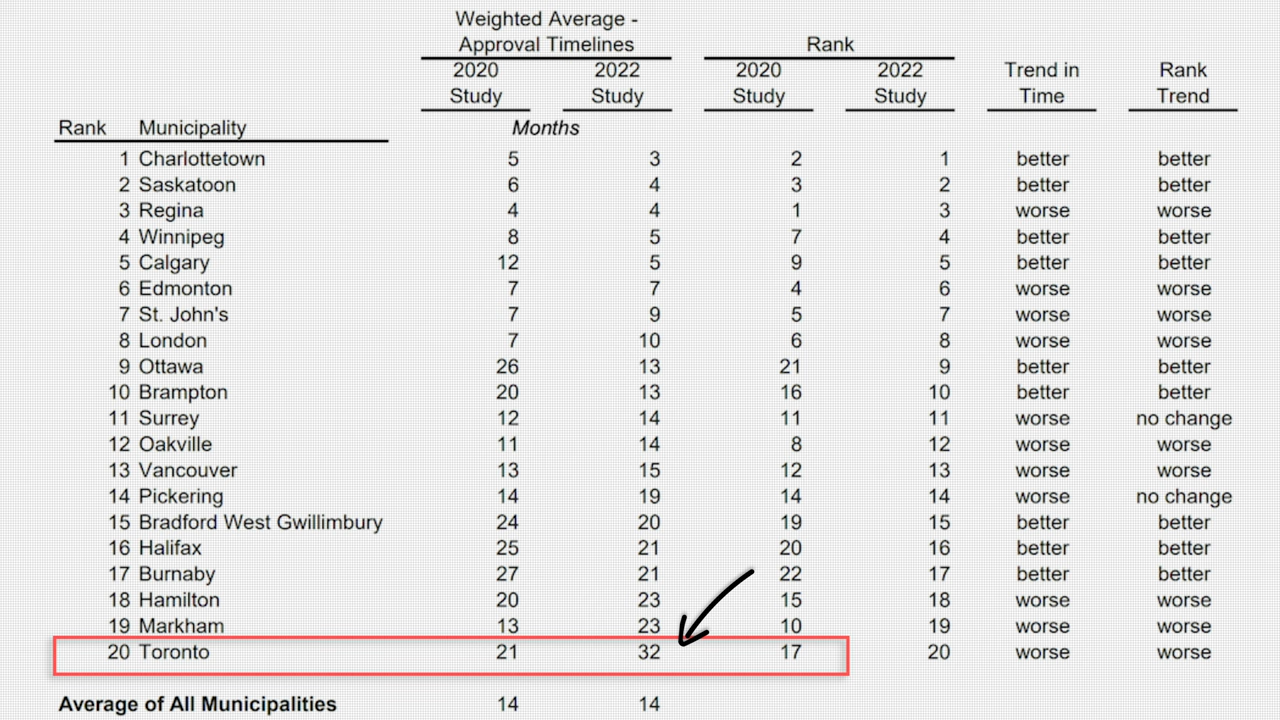 Weighted Average -
Approval Timelines Rank
2020 2022 2020 2022 Trend in Rank
Study Study Study Study Time Trend
Rank Municipality Months
1 Charlottetown 5 3 2 1 better better
2 Saskatoon 6 4 3 2 better better
3 Regina 4 4 1 3 worse worse
4 Winnipeg 8 5 7 4 better better
5 Calgary 12 5 9 5 better better
6 Edmonton 7 7 4 6 worse worse
7 St. John's 7 9 5 7 worse worse
8 London 7 10 6 8 worse worse
9 Ottawa 26 13 21 9 better better
10 Brampton 20 13 16 10 better better
11 Surrey 12 14 11 11 worse no change
12 Oakville 11 14 8 12 worse worse
13 Vancouver 13 15 12 13 worse worse
14 Pickering 14 19 14 14 worse no change
15 Bradford West Gwillimbury 24 20 19 15 better better
16 Halifax 25 21 20 16 better better
17 Burnaby 27 21 22 17 better better
18 Hamilton 20 23 15 18 worse worse
19 Markham 13 23 10 19 worse worse
20 Toronto 21 32 17 20 worse worse
Average of All Municipalities 14 14